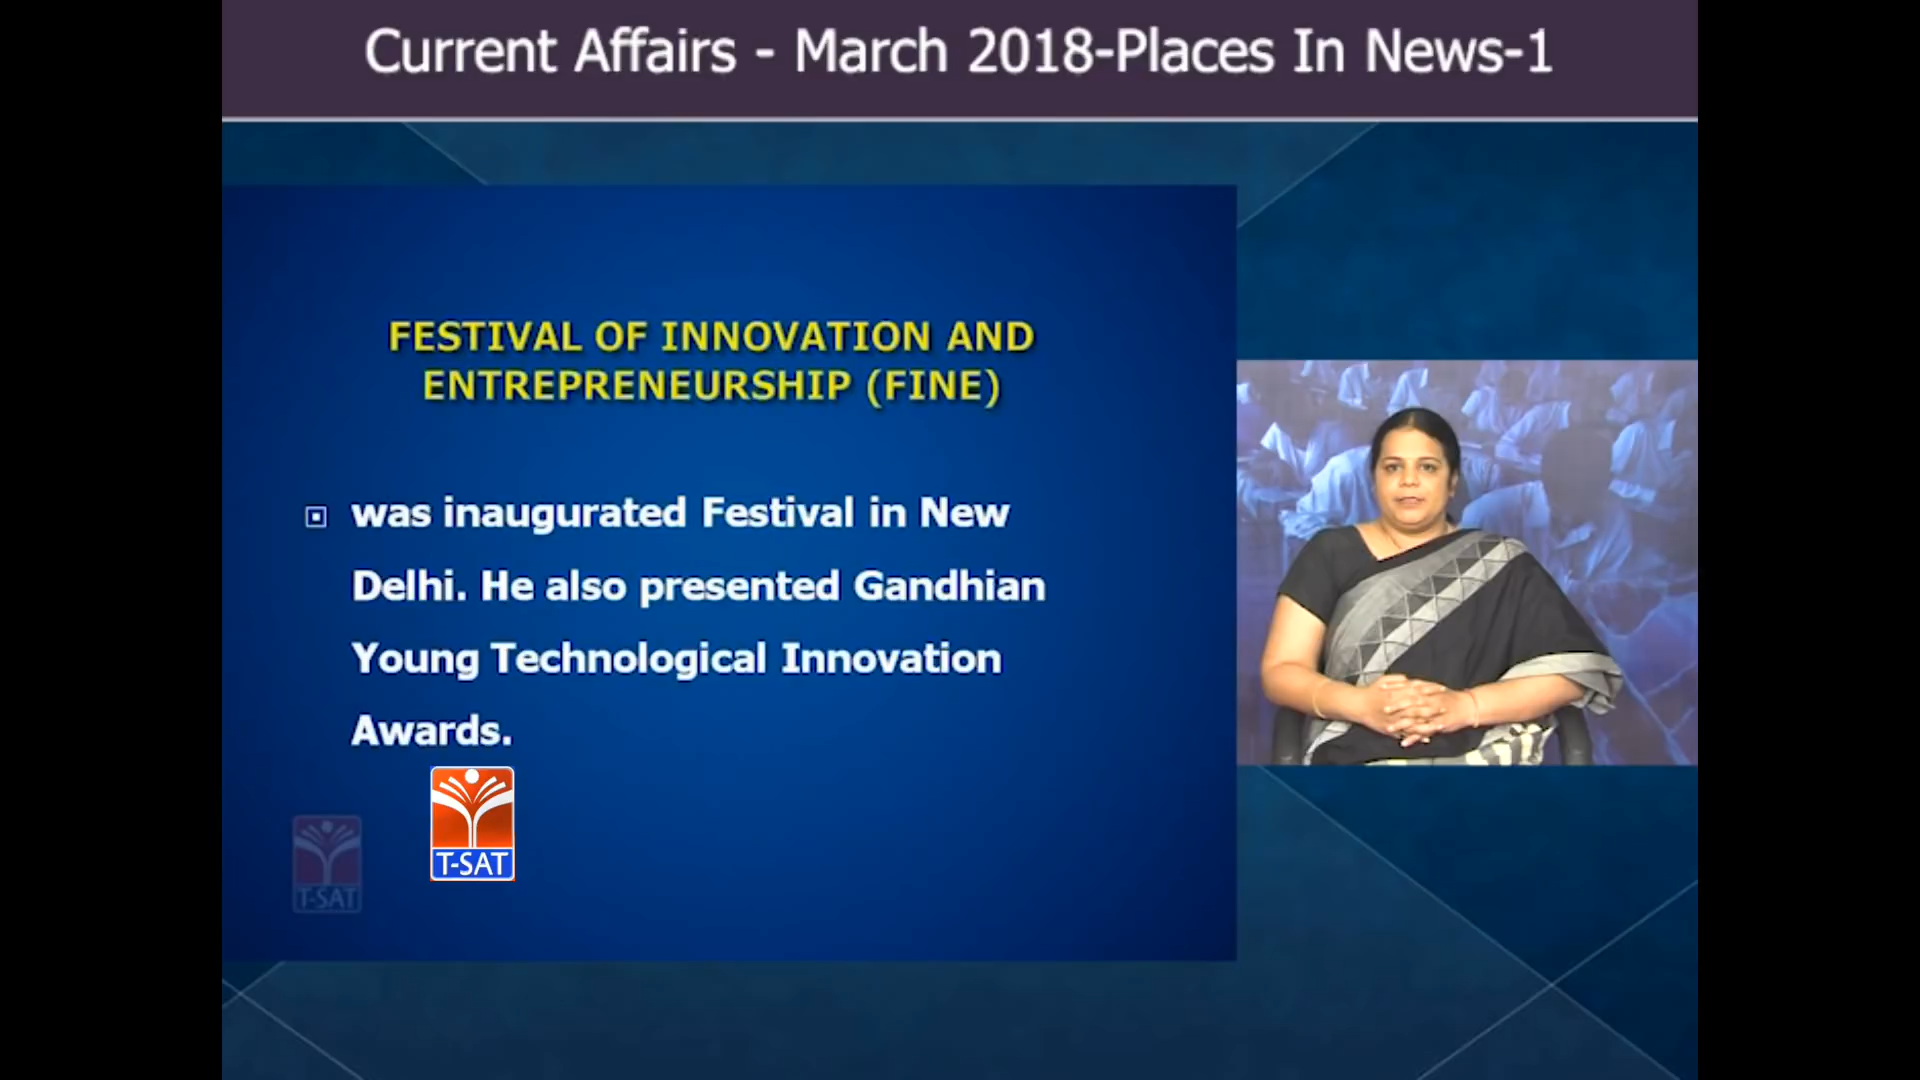 Current Affairs - March 2018-Places In News-1
FESTIVAL OF INNOVATION AND
ENTREPRENEURSHIP (FINE)
was inaugurated Festival in New
Delhi. He also presented Gandhian
Young Technological Innovation
Awards.
T-SAT
T-SAT